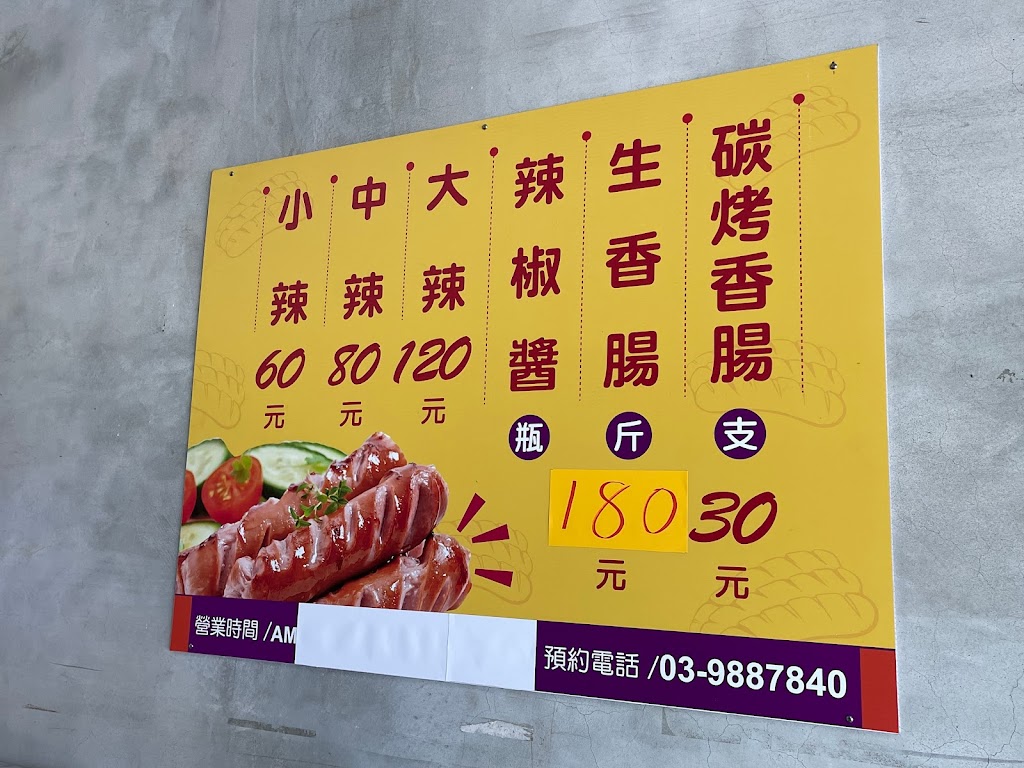 碳烤香腸
支
30
元
生香腸
斤
180
元
辣椒醬
瓶
大辣
120
元
中辣
80
元
小辣
60
元
營業時間 /AM
預約電話 /03-9887840